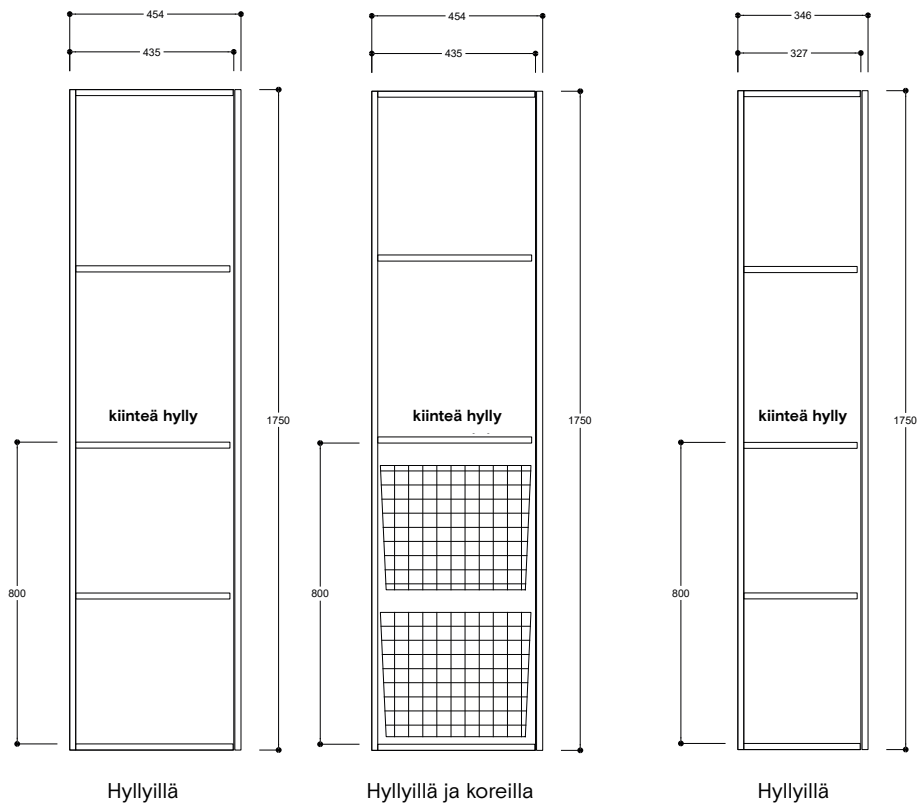 454
454
346
435
435
327
kiinteä hylly
kiinteä hylly
kiinteä hylly
1750
1750
1750
800
800
800
Hyllyillä
Hyllyillä ja koreilla
Hyllyillä